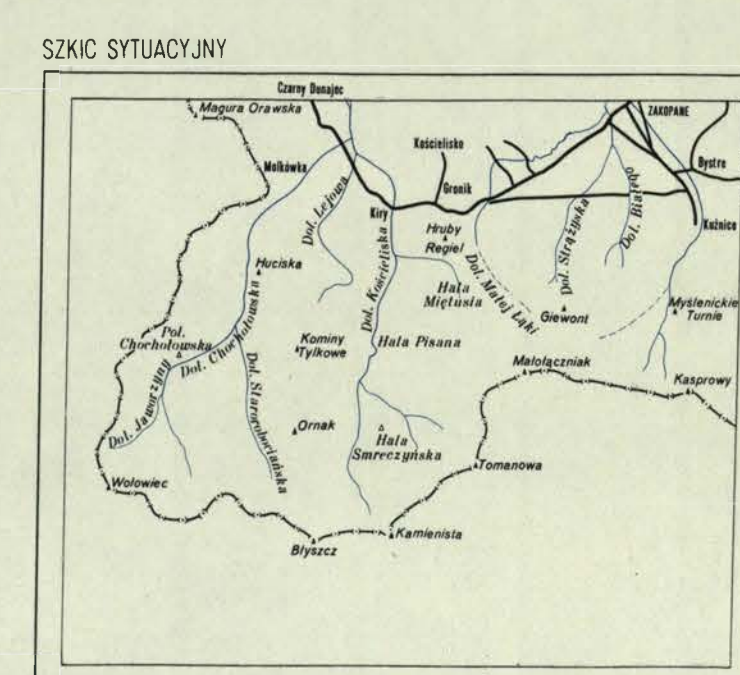 SZKIC SYTUACYJNY
Czarny Dunajec
Magura Orawska
ZAKOPANE
Kościelisko
Molkówka
Bystre
Gronik
Dol. Lejowa
Kiry
Dol. Białego
Dol. Strążyska
Kuźnice
Hruby
Regiel
Dol. Kościeliska
Dol. Małej Łąki
Huciska
Hala
Miętusia
Giewont
Myślenickie
Turnie
Pol.
Chochołowska
Dol. Chochołowska
Kominy
Tylkowe
Hala Pisana
Małołączniak
Kasprowy
Dol. Jaworzyny
Dol. Starorobociańska
Ornak
Hala
Smreczyńska
Tomanowa
Wołowiec
Kamienista
Błyszcz